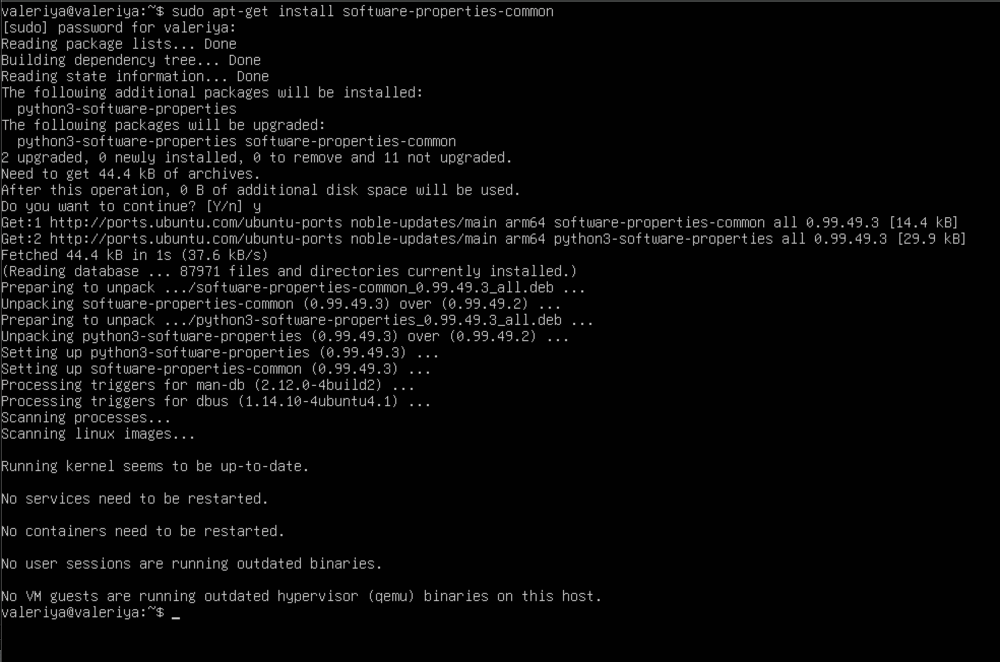 valeriya@valeriya:~$ sudo apt-get install software-properties-common
[sudo] password for valeriya:
Reading package lists... Done
Building dependency tree... Done
Reading state information... Done
The following additional packages will be installed:
  python3-software-properties
The following packages will be upgraded:
  python3-software-properties software-properties-common
2 upgraded, 0 newly installed, 0 to remove and 11 not upgraded.
Need to get 44.4 kB of archives.
After this operation, 0 B of additional disk space will be used.
Do you want to continue? [Y/n] y
Get:1 http://ports.ubuntu.com/ubuntu-ports noble-updates/main arm64 software-properties-common all 0.99.49.3 [14.4 kB]
Get:2 http://ports.ubuntu.com/ubuntu-ports noble-updates/main arm64 python3-software-properties all 0.99.49.3 [29.9 kB]
Fetched 44.4 kB in 1s (37.6 kB/s)
(Reading database ... 87971 files and directories currently installed.)
Preparing to unpack .../software-properties-common_0.99.49.3_all.deb ...
Unpacking software-properties-common (0.99.49.3) over (0.99.49.2) ...
Preparing to unpack .../python3-software-properties_0.99.49.3_all.deb ...
Unpacking python3-software-properties (0.99.49.3) over (0.99.49.2) ...
Setting up python3-software-properties (0.99.49.3) ...
Setting up software-properties-common (0.99.49.3) ...
Processing triggers for man-db (2.12.0-4build2) ...
Processing triggers for dbus (1.14.10-4ubuntu4.1) ...
Scanning processes...
Scanning linux images...

Running kernel seems to be up-to-date.

No services need to be restarted.

No containers need to be restarted.

No user sessions are running outdated binaries.

No VM guests are running outdated hypervisor (qemu) binaries on this host.
valeriya@valeriya:~$ _